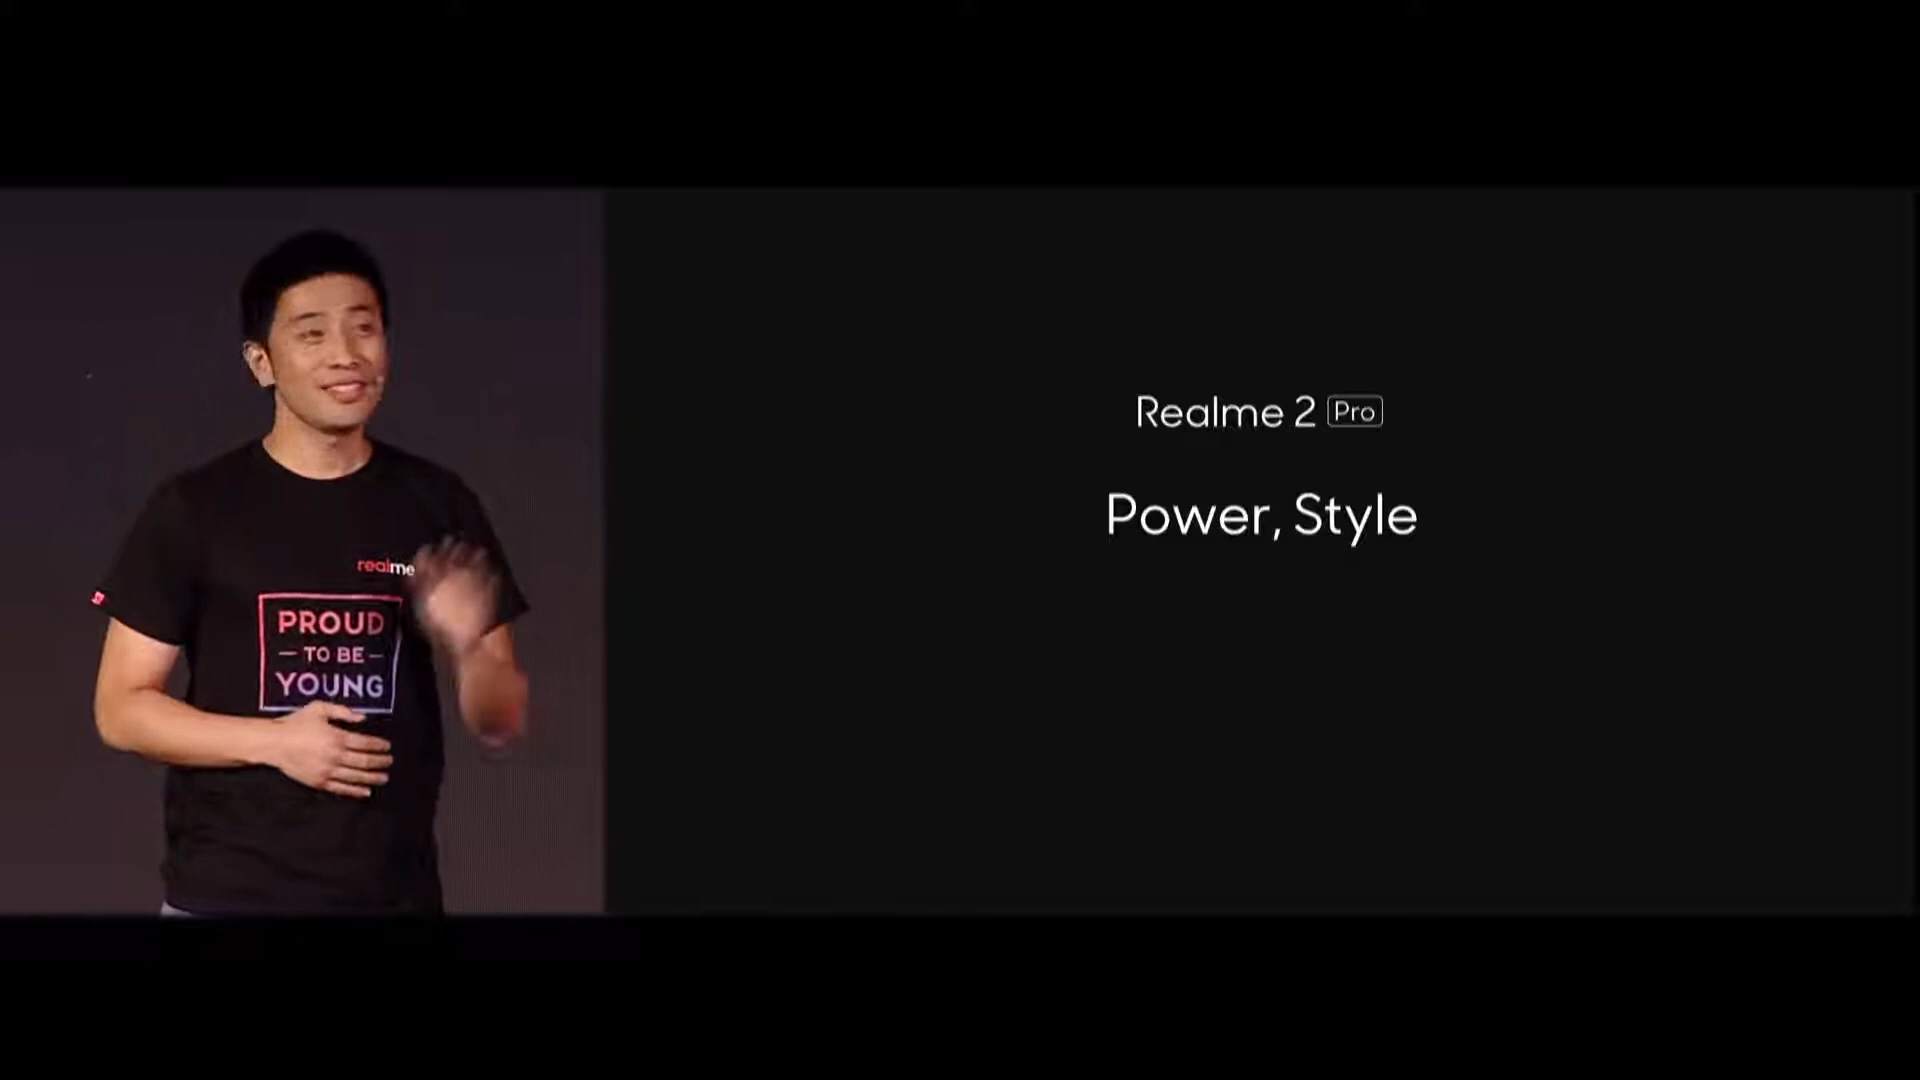 realme
PROUD
TO BE
YOUNG
Realme 2 Pro
Power, Style